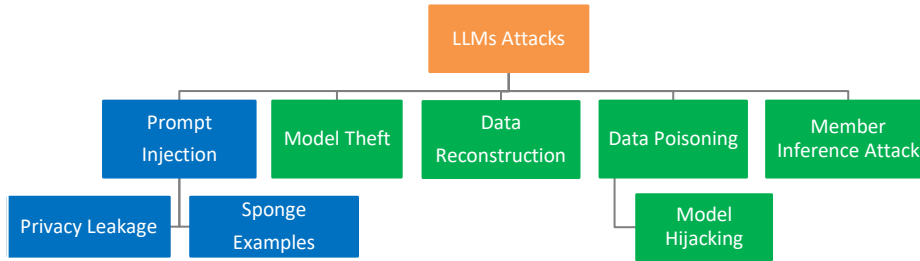 LLMs Attacks
Prompt
Injection
Model Theft
Data
Reconstruction
Data Poisoning
Member
Inference Attack
Privacy Leakage
Sponge
Examples
Model
Hijacking